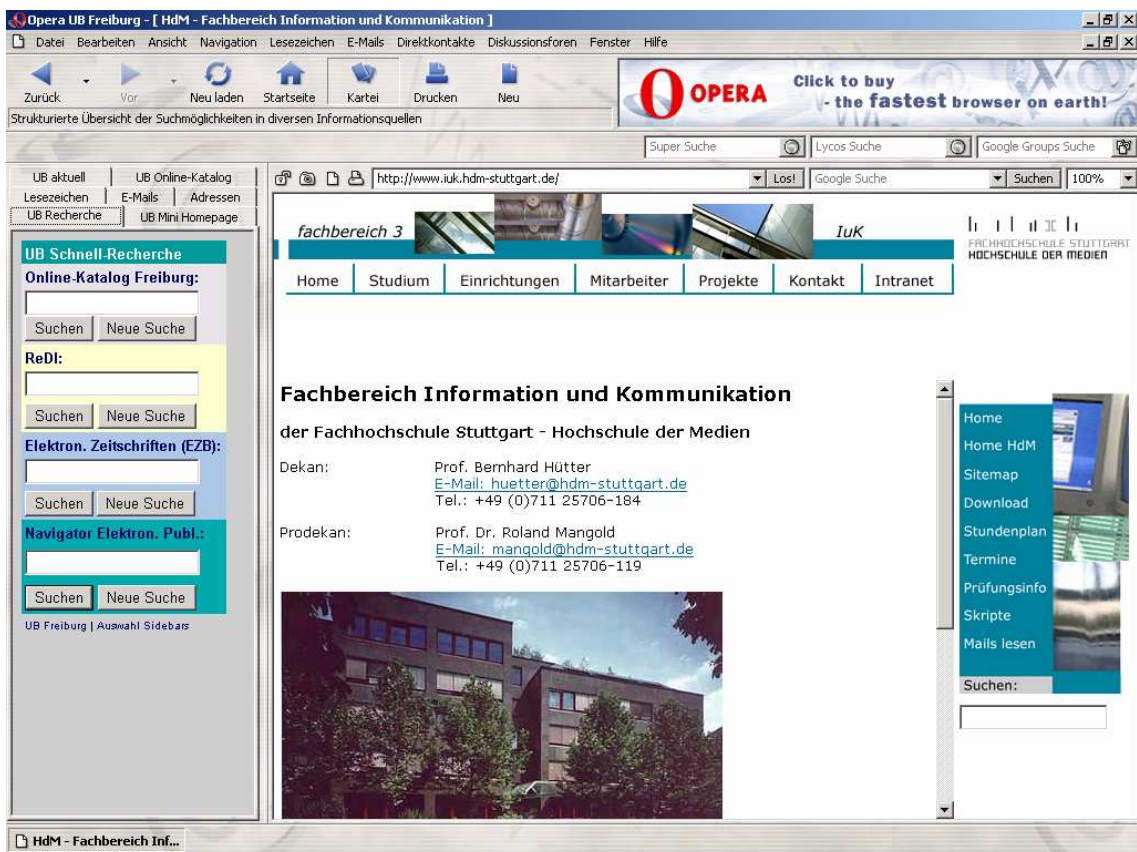 Opera UB Freiburg - [ HdM - Fachbereich Information und Kommunikation ]
Datei Bearbeiten Ansicht Navigation Lesezeichen E-Mails Direktkontakte Diskussionsforen Fenster Hilfe
Zurück Vor Neu laden Startseite Kartei Drucken Neu
OPERA Click to buy
- the fastest browser on earth!
Strukturierte Übersicht der Suchmöglichkeiten in diversen Informationsquellen
Super Suche Lycos Suche Google Groups Suche
UB aktuell UB Online-Katalog
Lesezeichen E-Mails Adressen
UB Recherche UB Mini Homepage
http://www.iuk.hdm-stuttgart.de/ Los! Google Suche Suchen 100%
UB Schnell-Recherche
Online-Katalog Freiburg:
Suchen Neue Suche
ReDI:
Suchen Neue Suche
Elektron. Zeitschriften (EZB):
Suchen Neue Suche
Navigator Elektron. Publ.:
Suchen Neue Suche
UB Freiburg | Auswahl Sidebars
fachbereich 3 IuK
FACHHOCHSCHULE STUTTGART
HOCHSCHULE DER MEDIEN
Home Studium Einrichtungen Mitarbeiter Projekte Kontakt Intranet
Fachbereich Information und Kommunikation
der Fachhochschule Stuttgart - Hochschule der Medien
Dekan: Prof. Bernhard Hütter
E-Mail: huetter@hdm-stuttgart.de
Tel.: +49 (0)711 25706-184
Prodekan: Prof. Dr. Roland Mangold
E-Mail: mangold@hdm-stuttgart.de
Tel.: +49 (0)711 25706-119
Home
Home HdM
Sitemap
Download
Stundenplan
Termine
Prüfungsinfo
Skripte
Mails lesen
Suchen:
HdM - Fachbereich Inf...